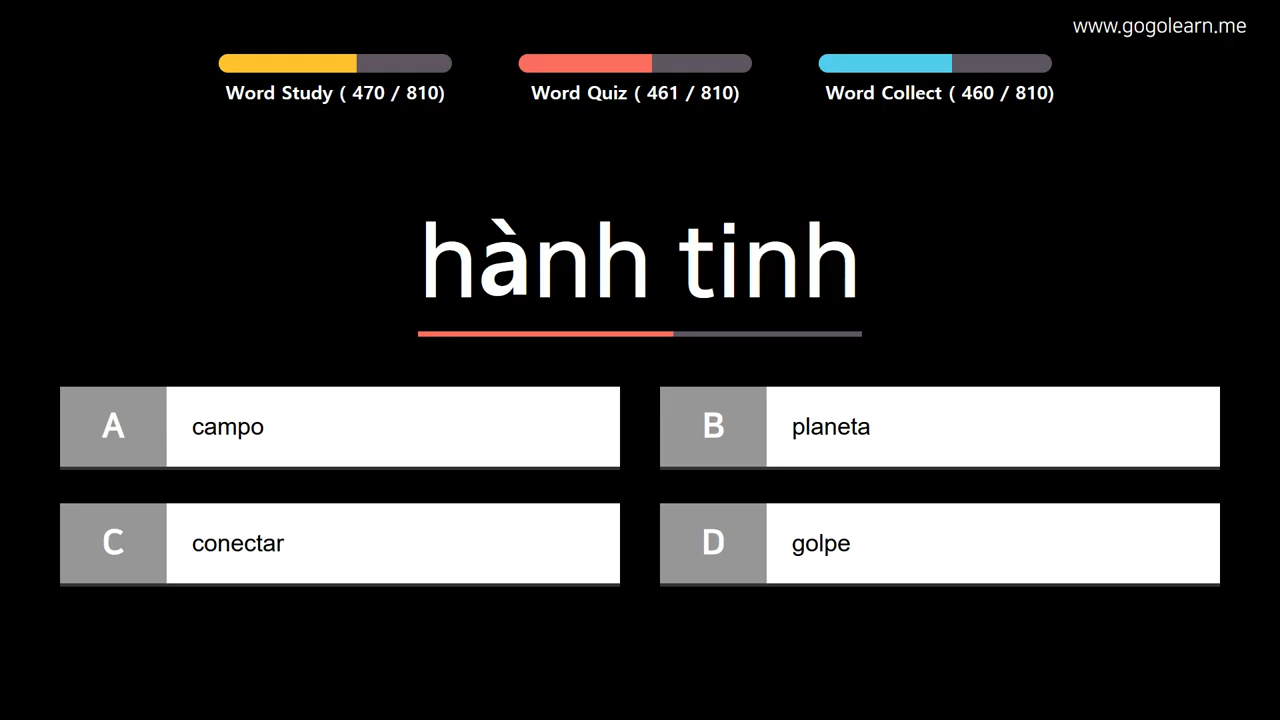 www.gogolearn.me
Word Study ( 470 / 810)
Word Quiz ( 461 / 810)
Word Collect ( 460 / 810)
hành tinh
A campo
B planeta
C conectar
D golpe